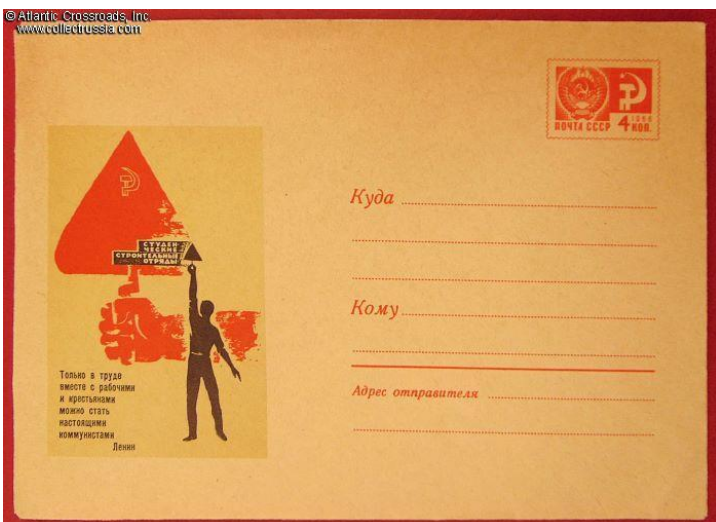 © Atlantic Crossroads, Inc.
www.collectrussia.com
ПОЧТА СССР 4 1966 КОП.
СТУДЕН-
ЧЕСКИЕ
СТРОИТЕЛЬНЫЕ
ОТРЯДЫ
Только в труде
вместе с рабочими
и крестьянами
можно стать
настоящими
коммунистами
Ленин
Куда
Кому
Адрес отправителя